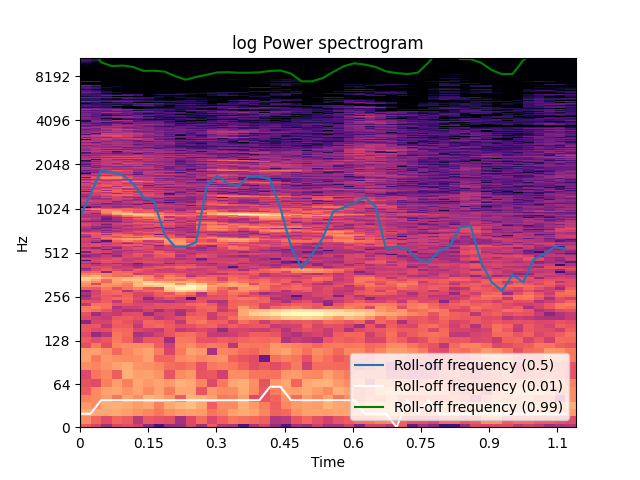 log Power spectrogram
Hz
8192
4096
2048
1024
512
256
128
64
0
Roll-off frequency (0.5)
Roll-off frequency (0.01)
Roll-off frequency (0.99)
0 0.15 0.3 0.45 0.6 0.75 0.9 1.1
Time